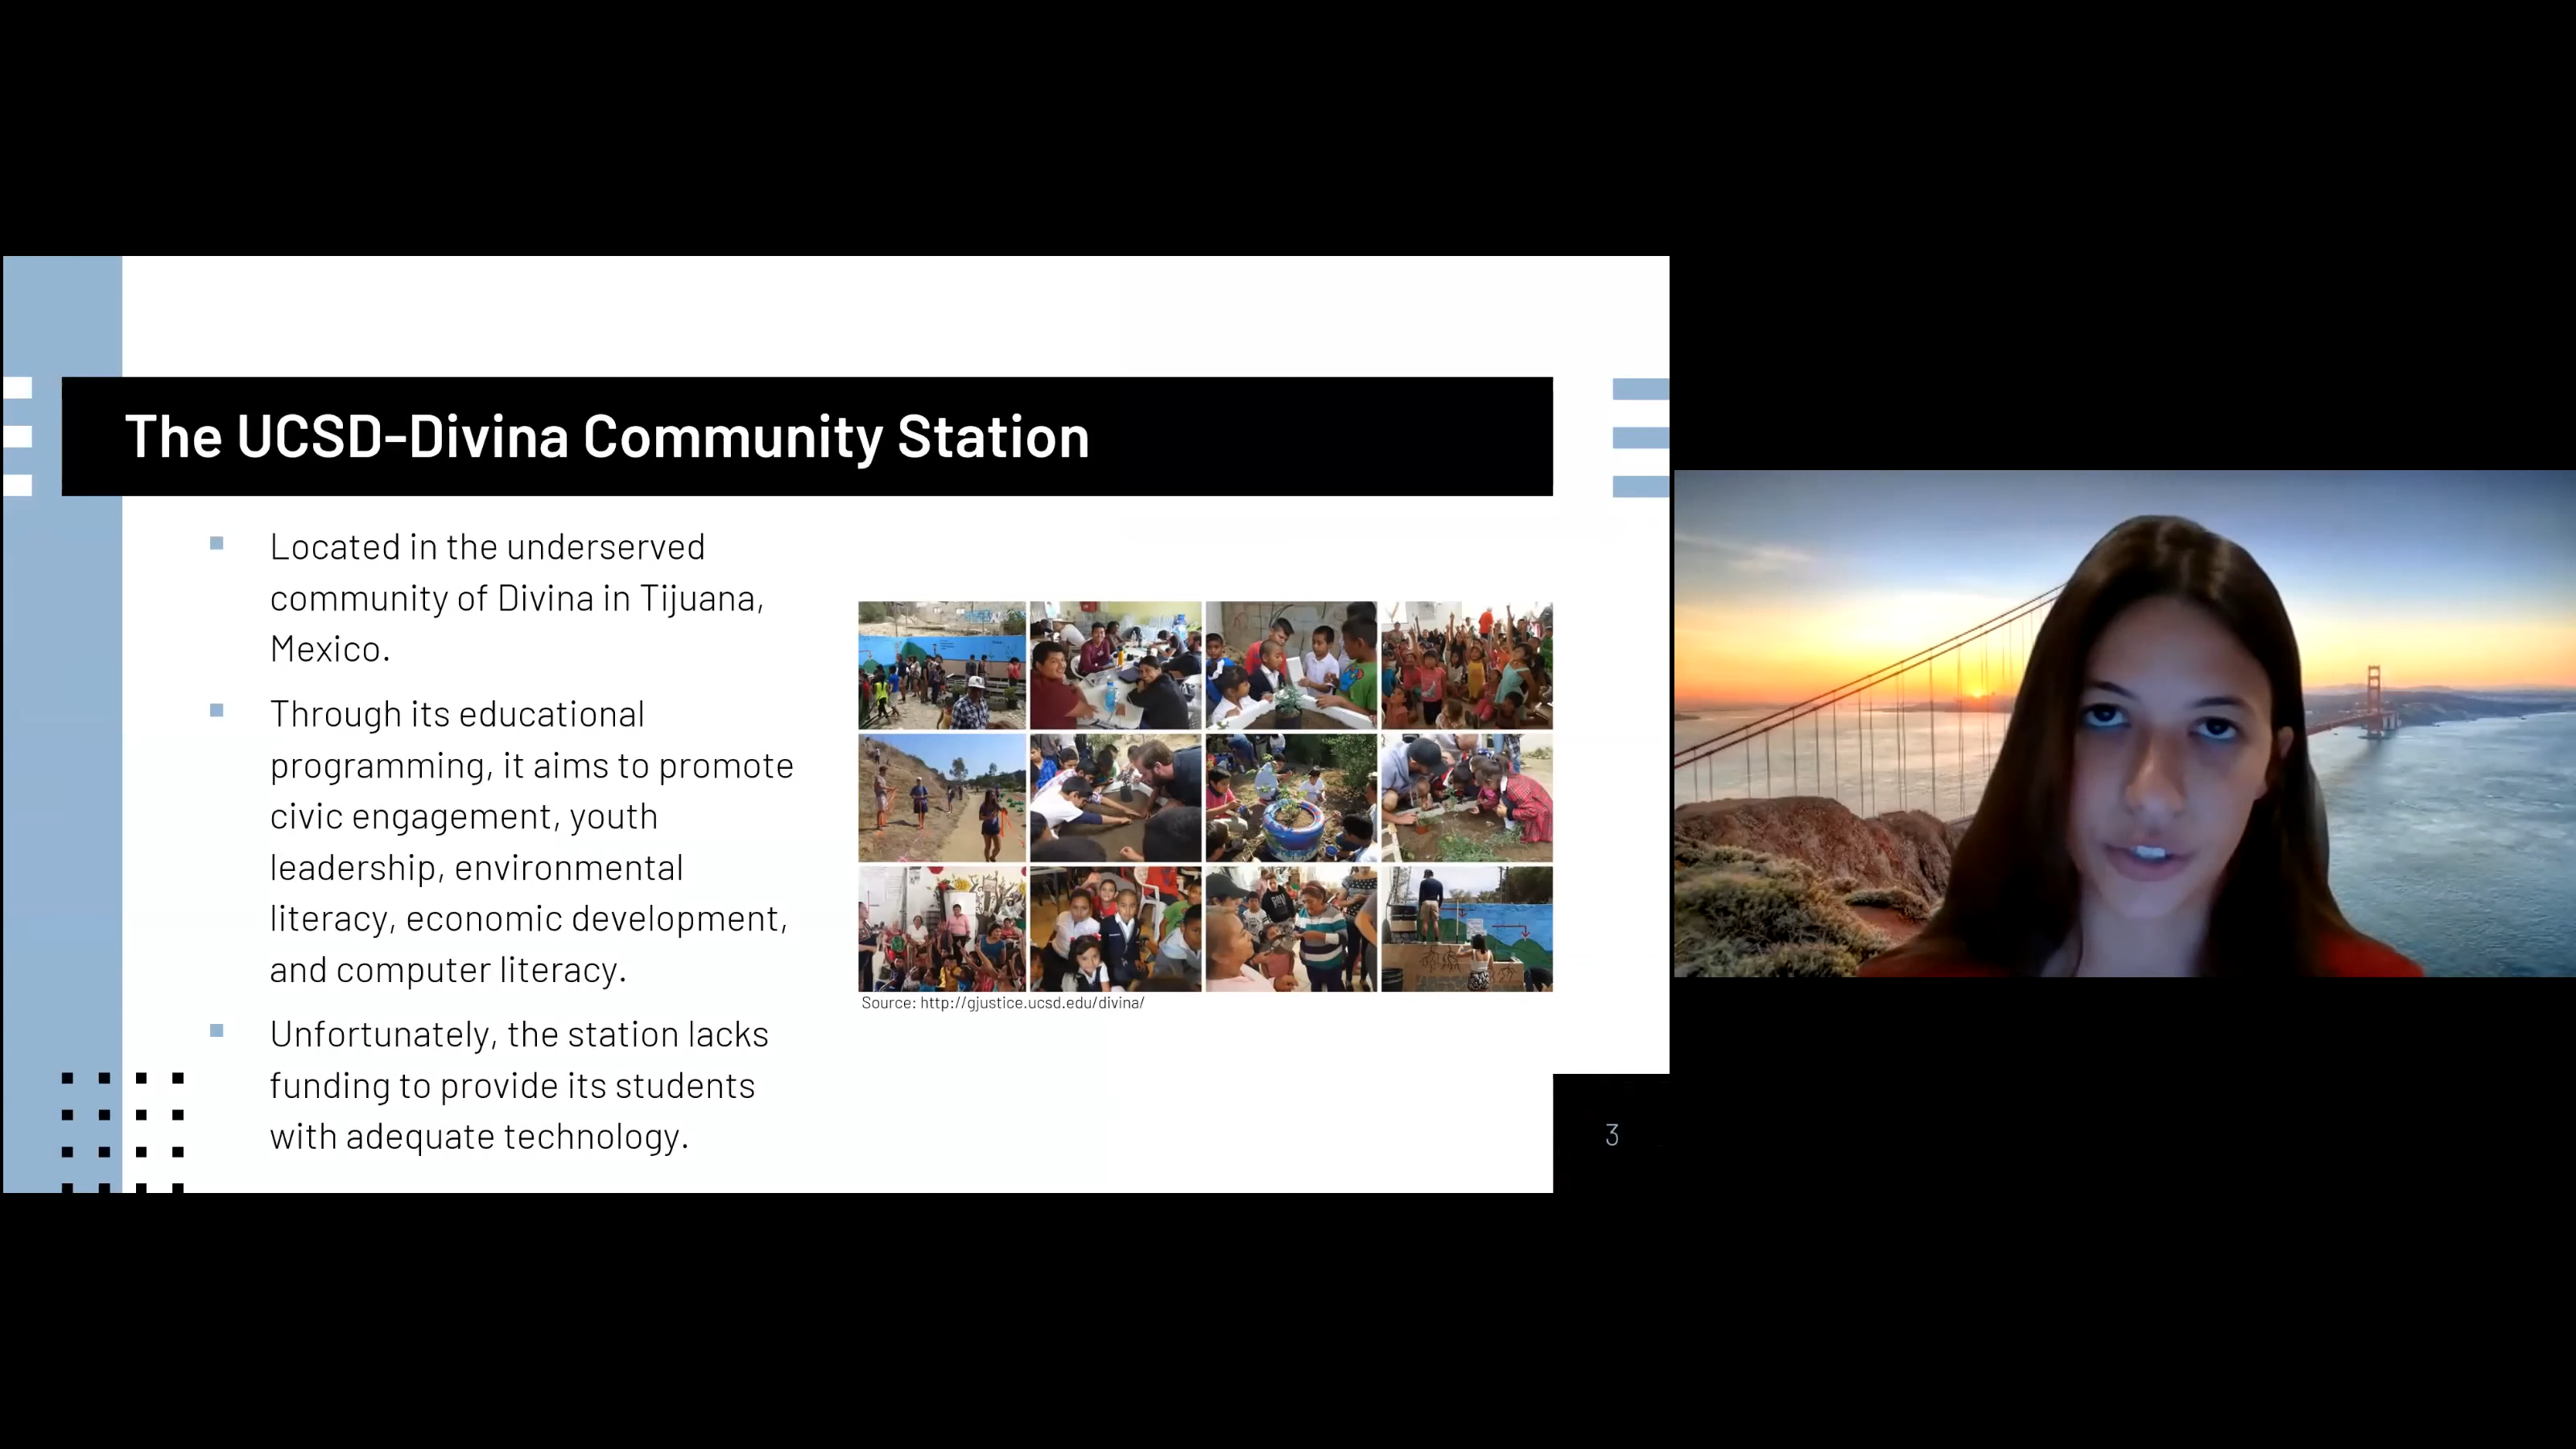 The UCSD-Divina Community Station
Located in the underserved
community of Divina in Tijuana,
Mexico.
Through its educational
programming, it aims to promote
civic engagement, youth
leadership, environmental
literacy, economic development,
and computer literacy.
Unfortunately, the station lacks
funding to provide its students
with adequate technology.
Source: http://gjustice.ucsd.edu/divina/
3